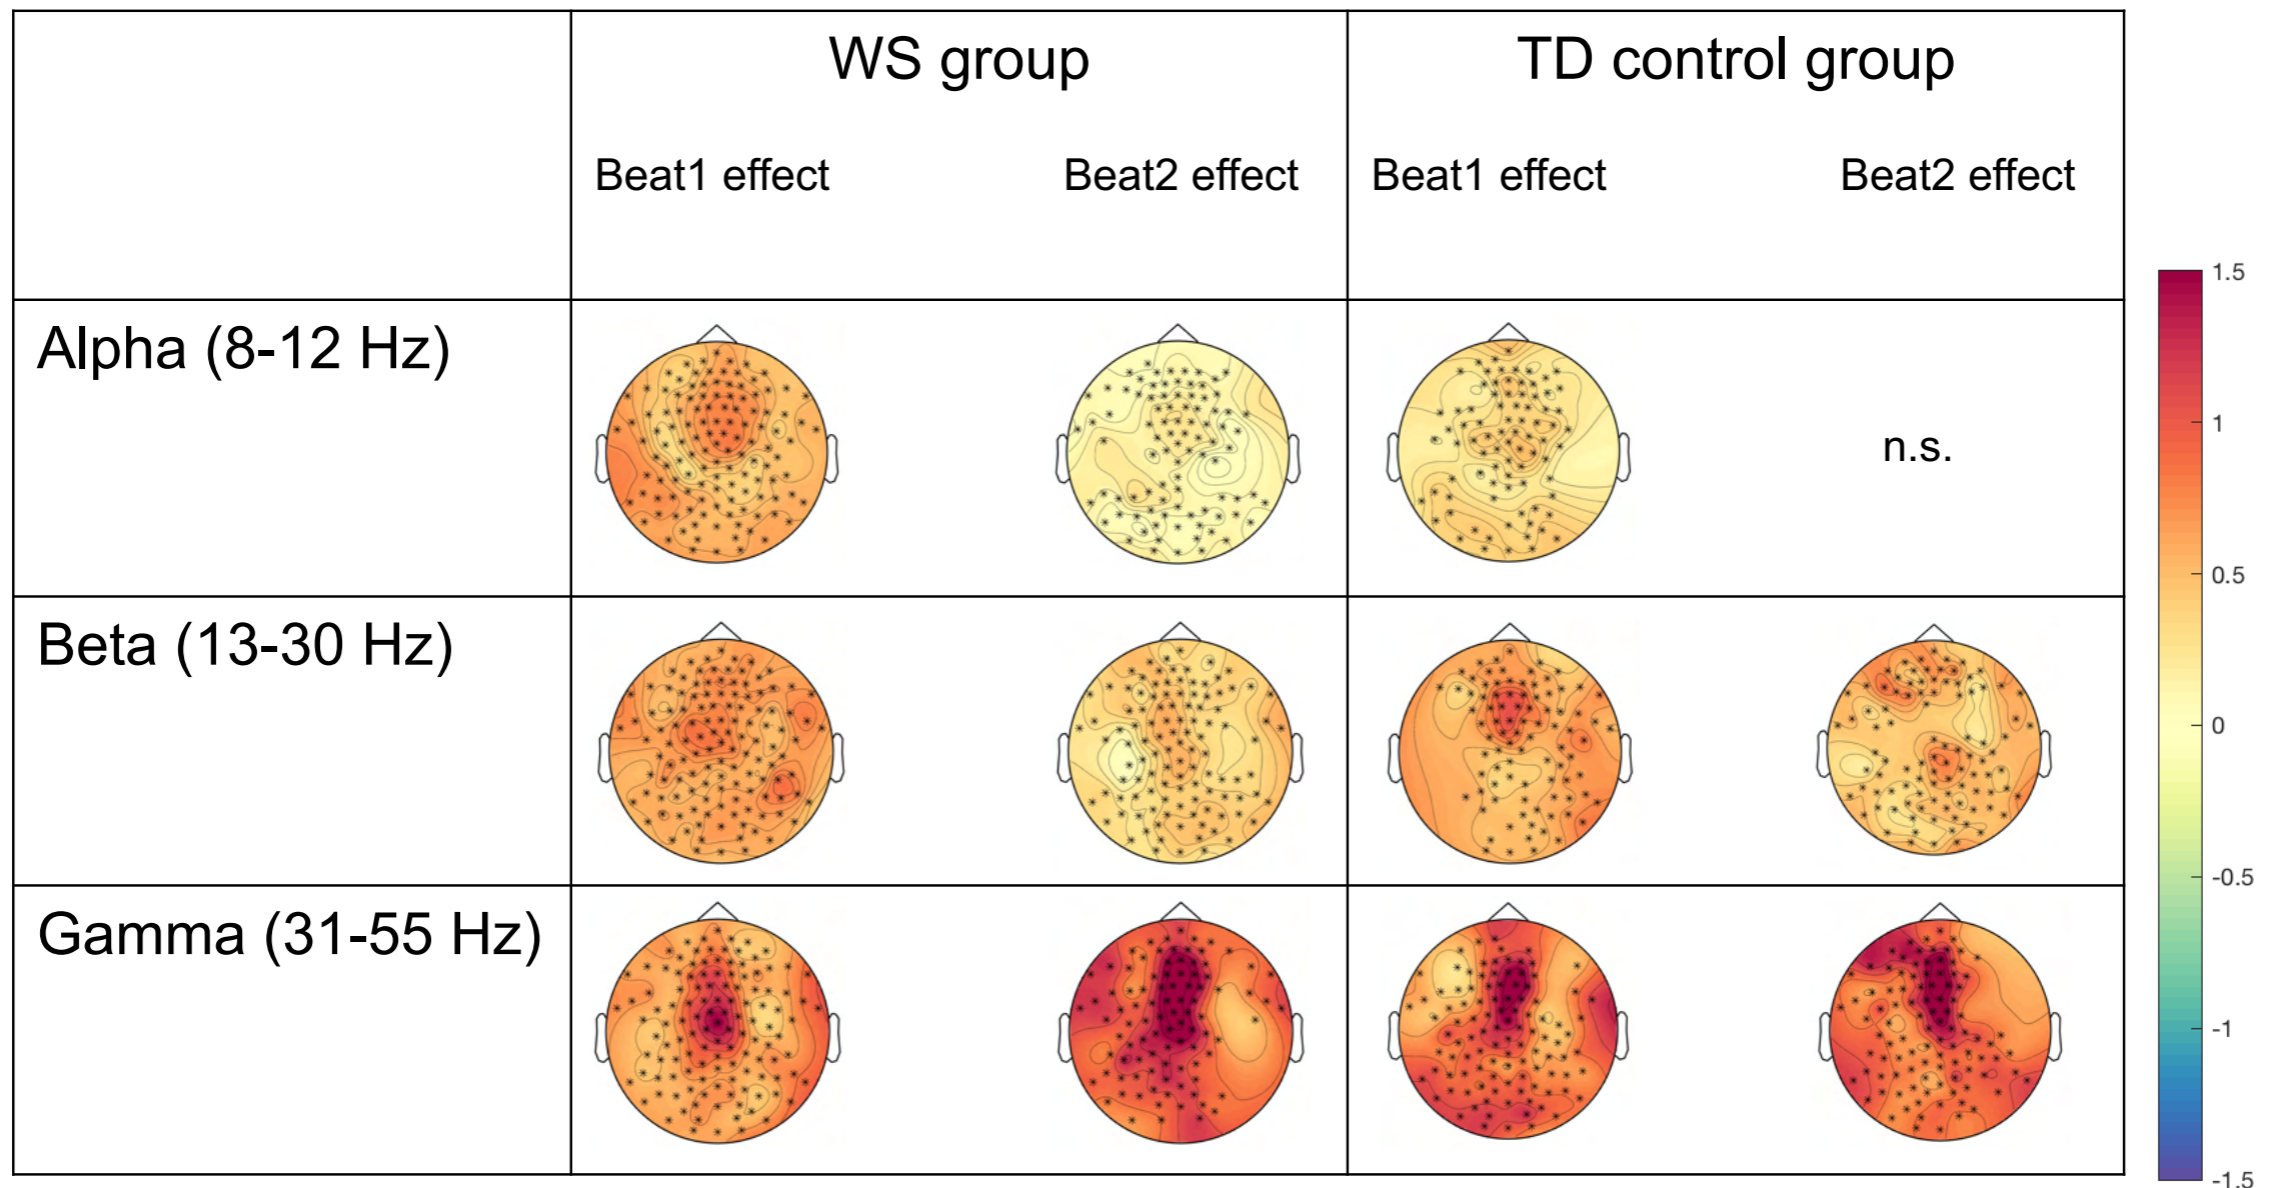 WS group
TD control group
Beat1 effect
Beat2 effect
Beat1 effect
Beat2 effect
Alpha (8-12 Hz)
n.s.
Beta (13-30 Hz)
Gamma (31-55 Hz)
1.5
1
0.5
0
-0.5
-1
-1.5